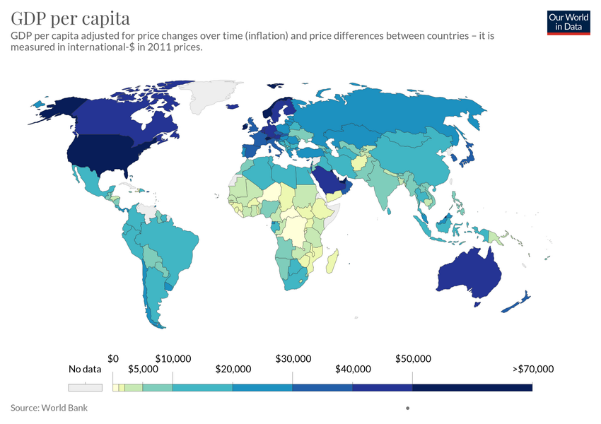 GDP per capita
Our World
in Data
GDP per capita adjusted for price changes over time (inflation) and price differences between countries – it is
measured in international-$ in 2011 prices.
No data
$0
$10,000
$30,000
$50,000
>$70,000
$5,000
$20,000
$40,000
Source: World Bank